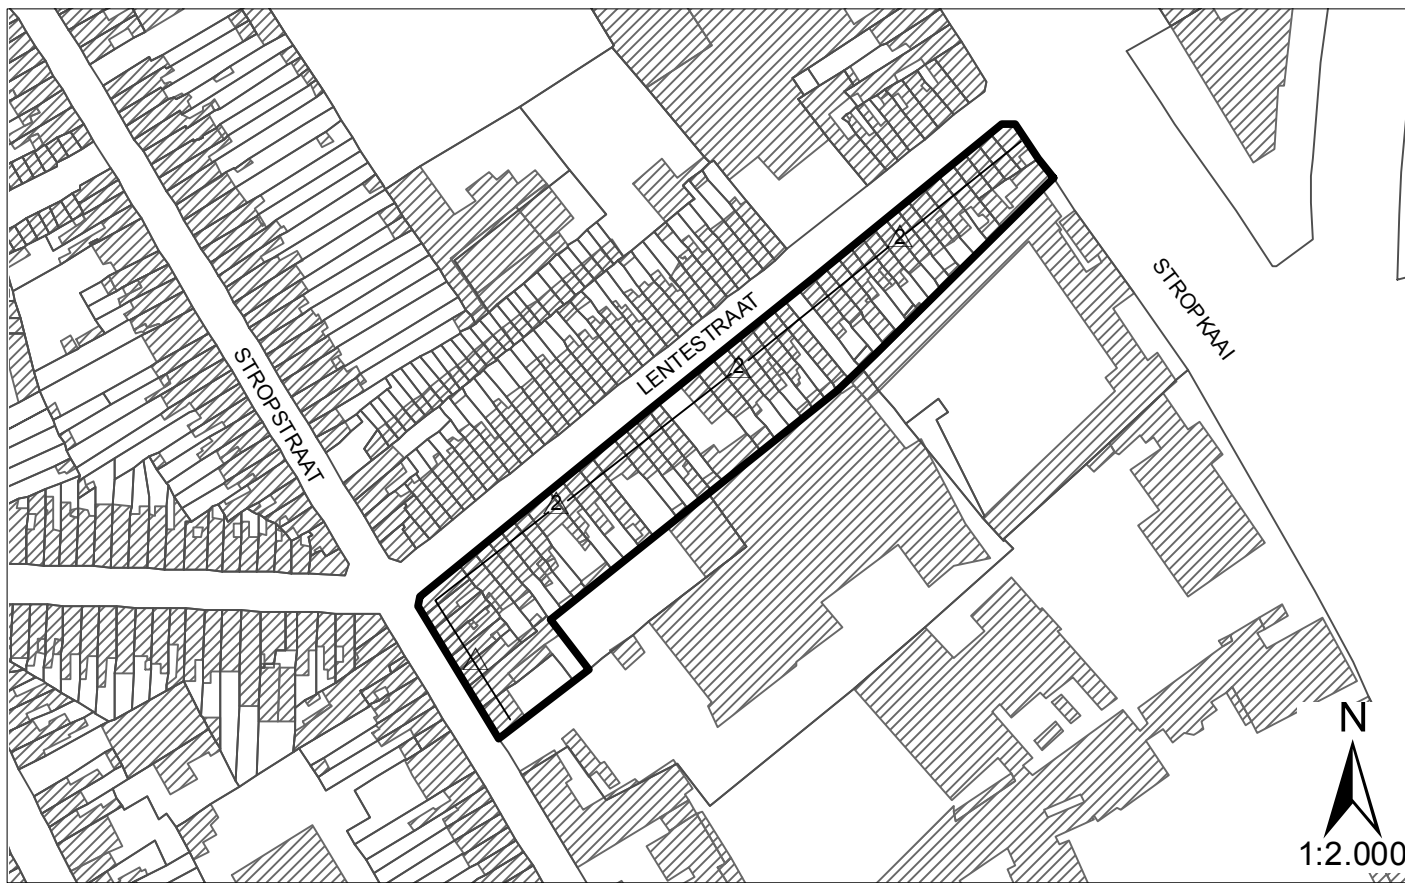 STROPKAAI
LENTESTRAAT
STROPSTRAAT
2
2
2
N
1:2.000